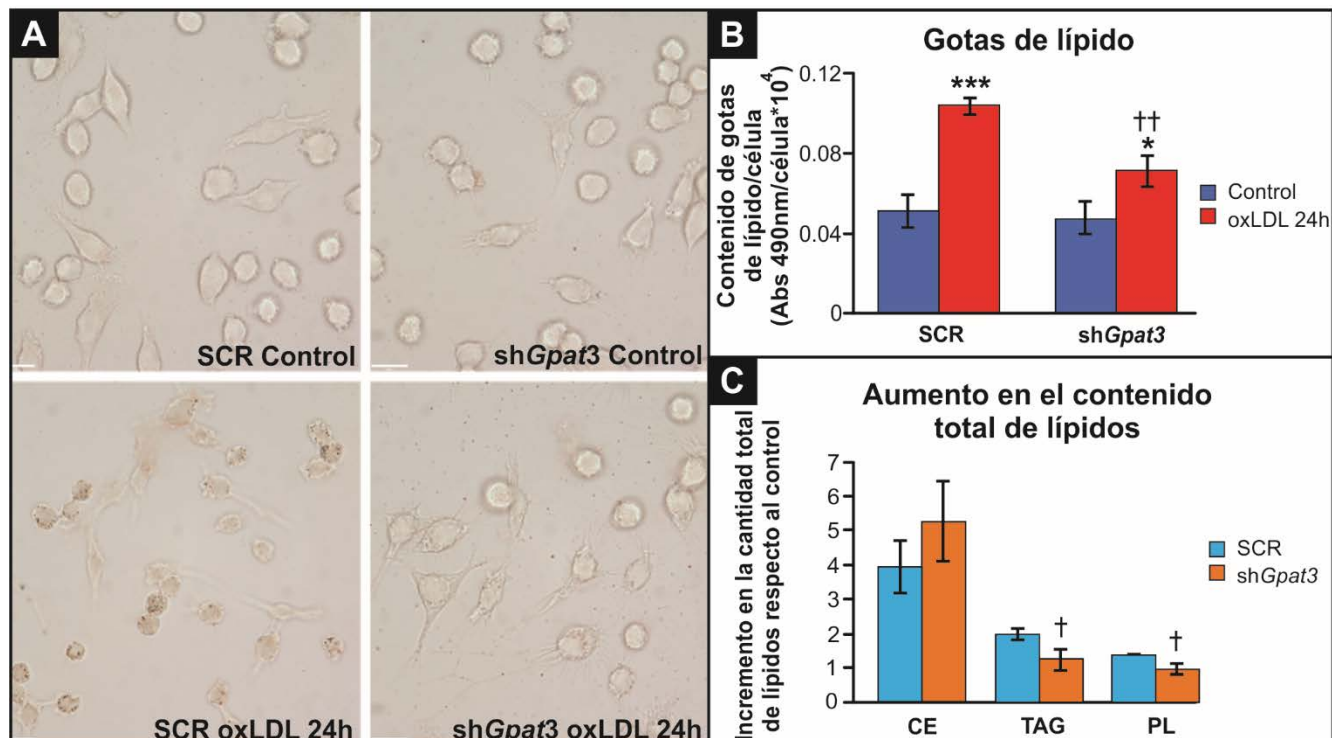 A
SCR Control
shGpat3 Control
SCR oxLDL 24h
shGpat3 oxLDL 24h
B
Gotas de lípido
Contenido de gotas
de lípido/célula
(Abs 490nm/célula*10⁴)
0.12
0.08
0.04
0
***
††
*
SCR
shGpat3
Control
oxLDL 24h
C
Aumento en el contenido
total de lípidos
Incremento en la cantidad total
de lípidos respecto al control
7
6
5
4
3
2
1
0
†
†
CE
TAG
PL
SCR
shGpat3